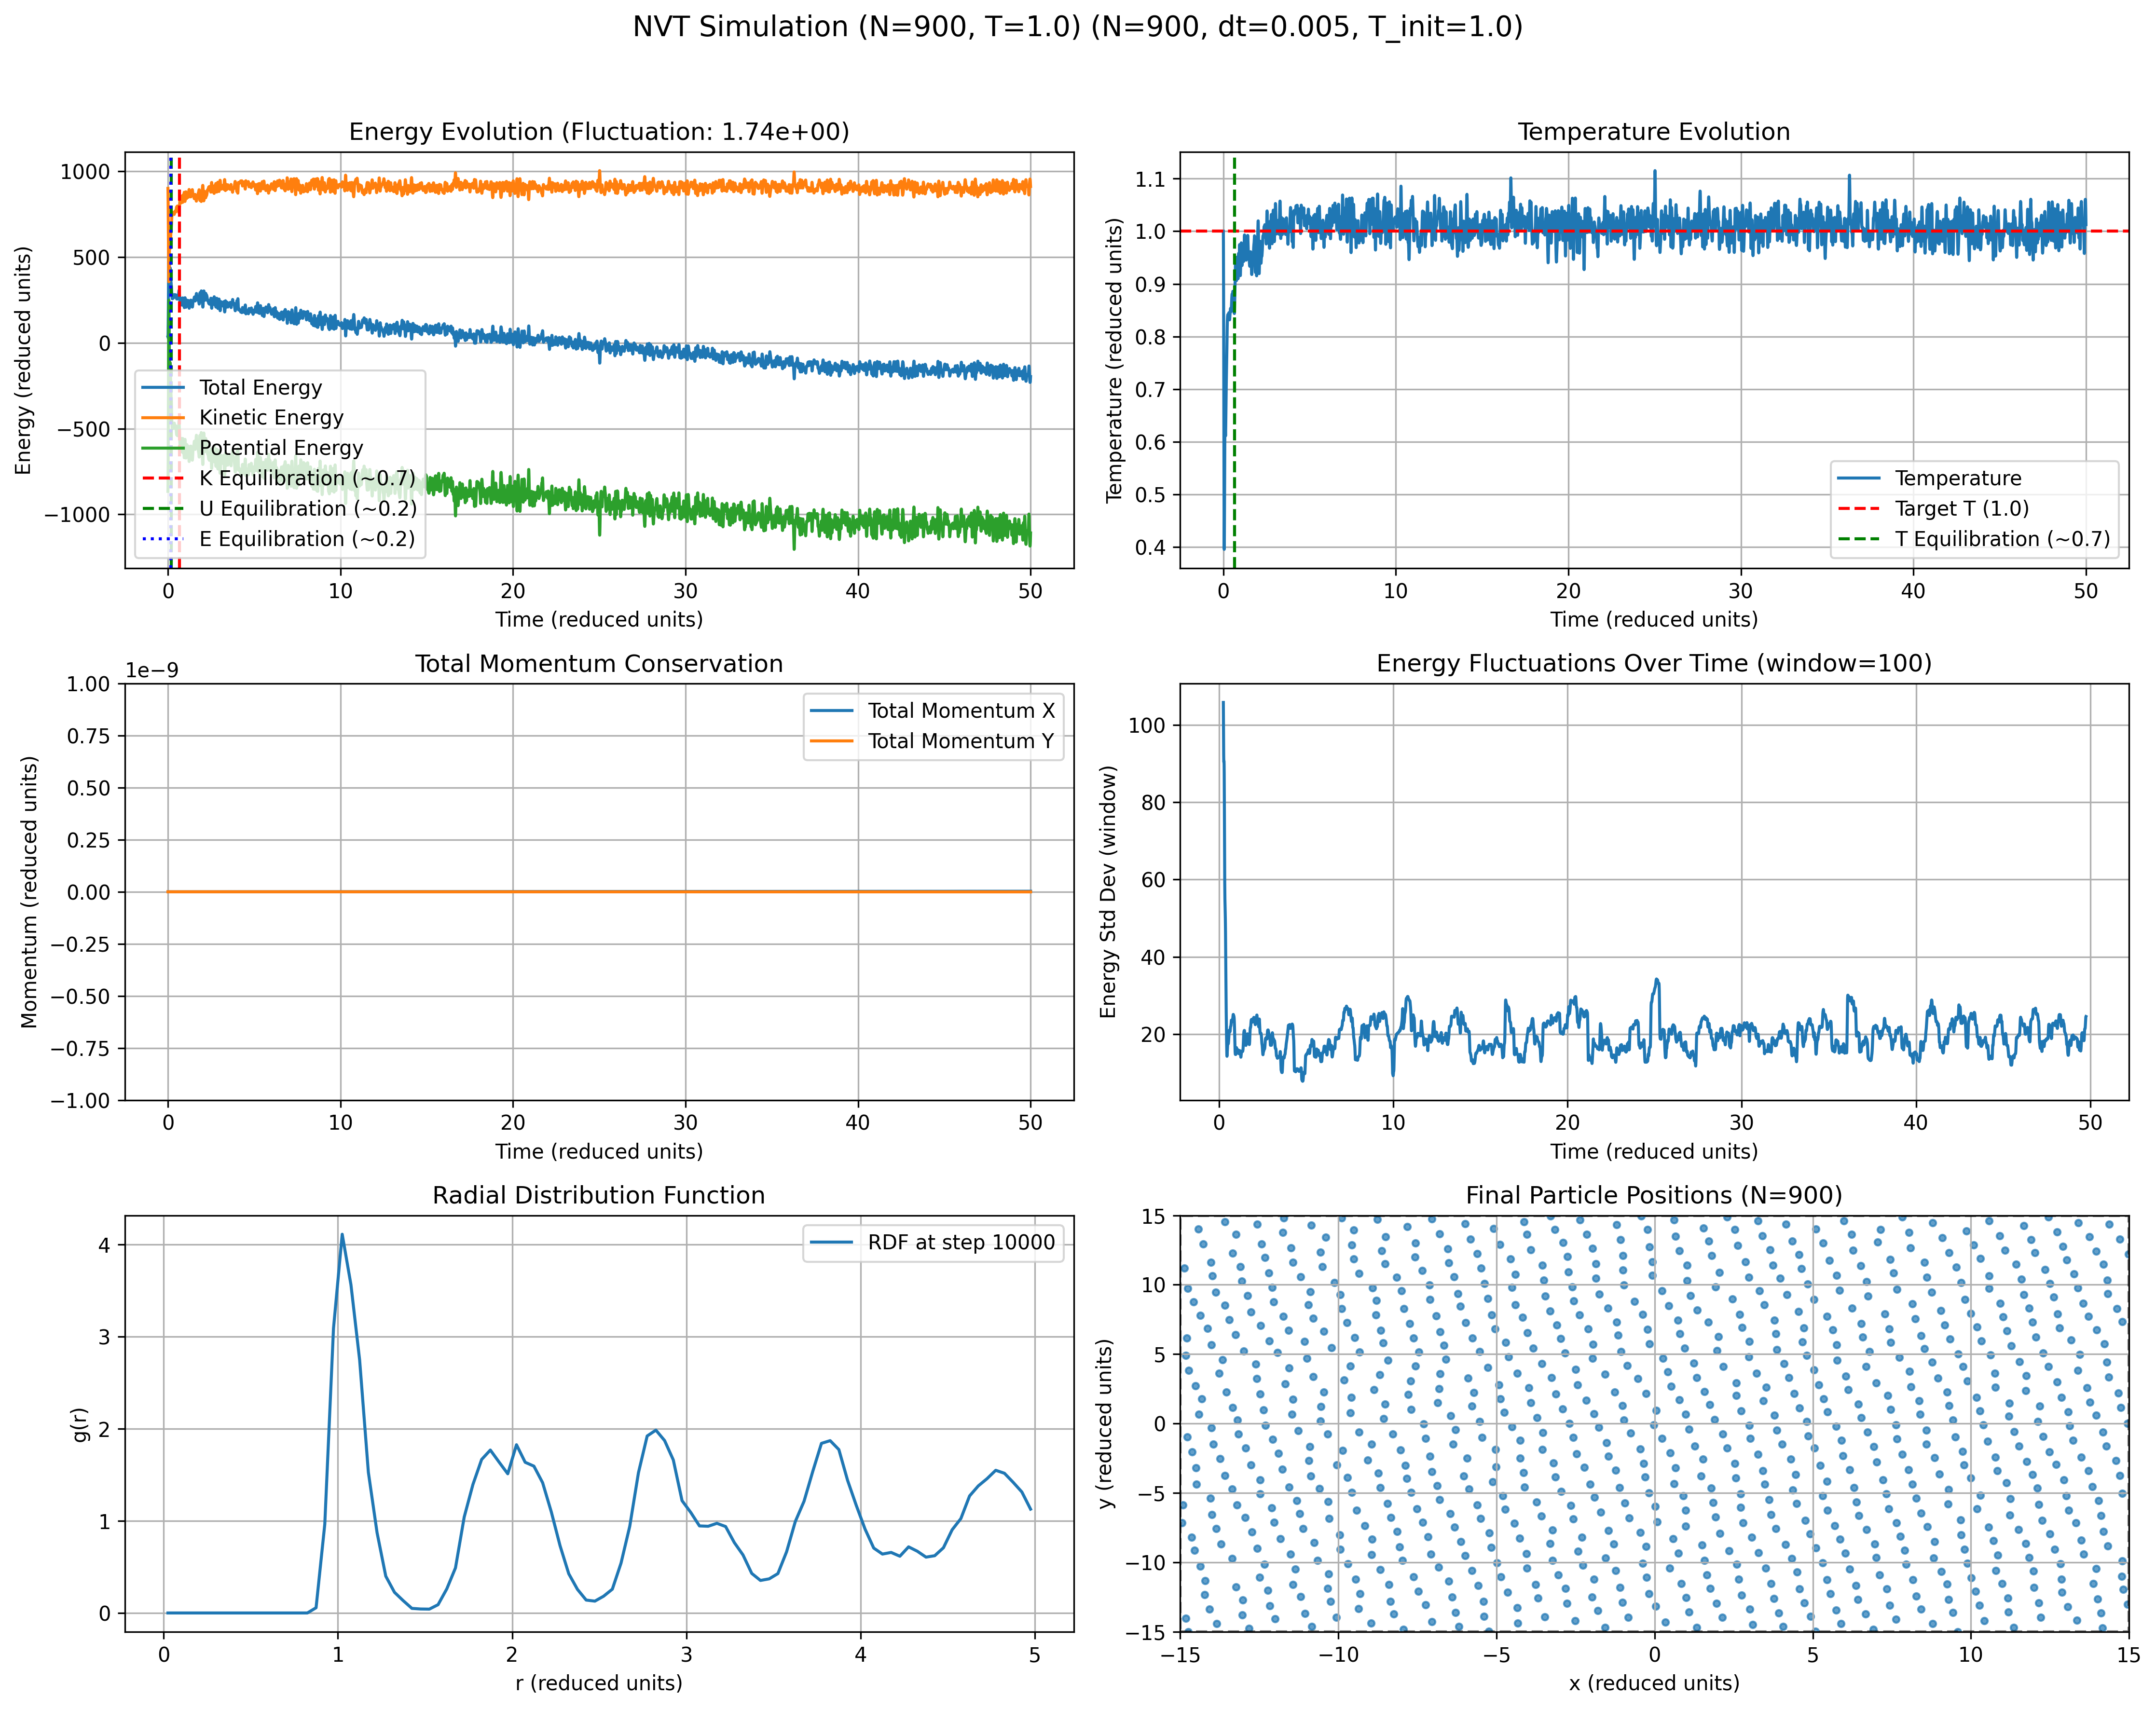 NVT Simulation (N=900, T=1.0) (N=900, dt=0.005, T_init=1.0)
Energy Evolution (Fluctuation: 1.74e+00)
Energy (reduced units)
1000
500
0
−500
−1000
Total Energy
Kinetic Energy
Potential Energy
K Equilibration (~0.7)
U Equilibration (~0.2)
E Equilibration (~0.2)
0 10 20 30 40 50
Time (reduced units)
Temperature Evolution
Temperature (reduced units)
1.1
1.0
0.9
0.8
0.7
0.6
0.5
0.4
Temperature
Target T (1.0)
T Equilibration (~0.7)
0 10 20 30 40 50
Time (reduced units)
Total Momentum Conservation
1e−9
Momentum (reduced units)
1.00
0.75
0.50
0.25
0.00
−0.25
−0.50
−0.75
−1.00
Total Momentum X
Total Momentum Y
0 10 20 30 40 50
Time (reduced units)
Energy Fluctuations Over Time (window=100)
Energy Std Dev (window)
100
80
60
40
20
0 10 20 30 40 50
Time (reduced units)
Radial Distribution Function
g(r)
4
3
2
1
0
RDF at step 10000
0 1 2 3 4 5
r (reduced units)
Final Particle Positions (N=900)
y (reduced units)
15
10
5
0
−5
−10
−15
−15 −10 −5 0 5 10 15
x (reduced units)